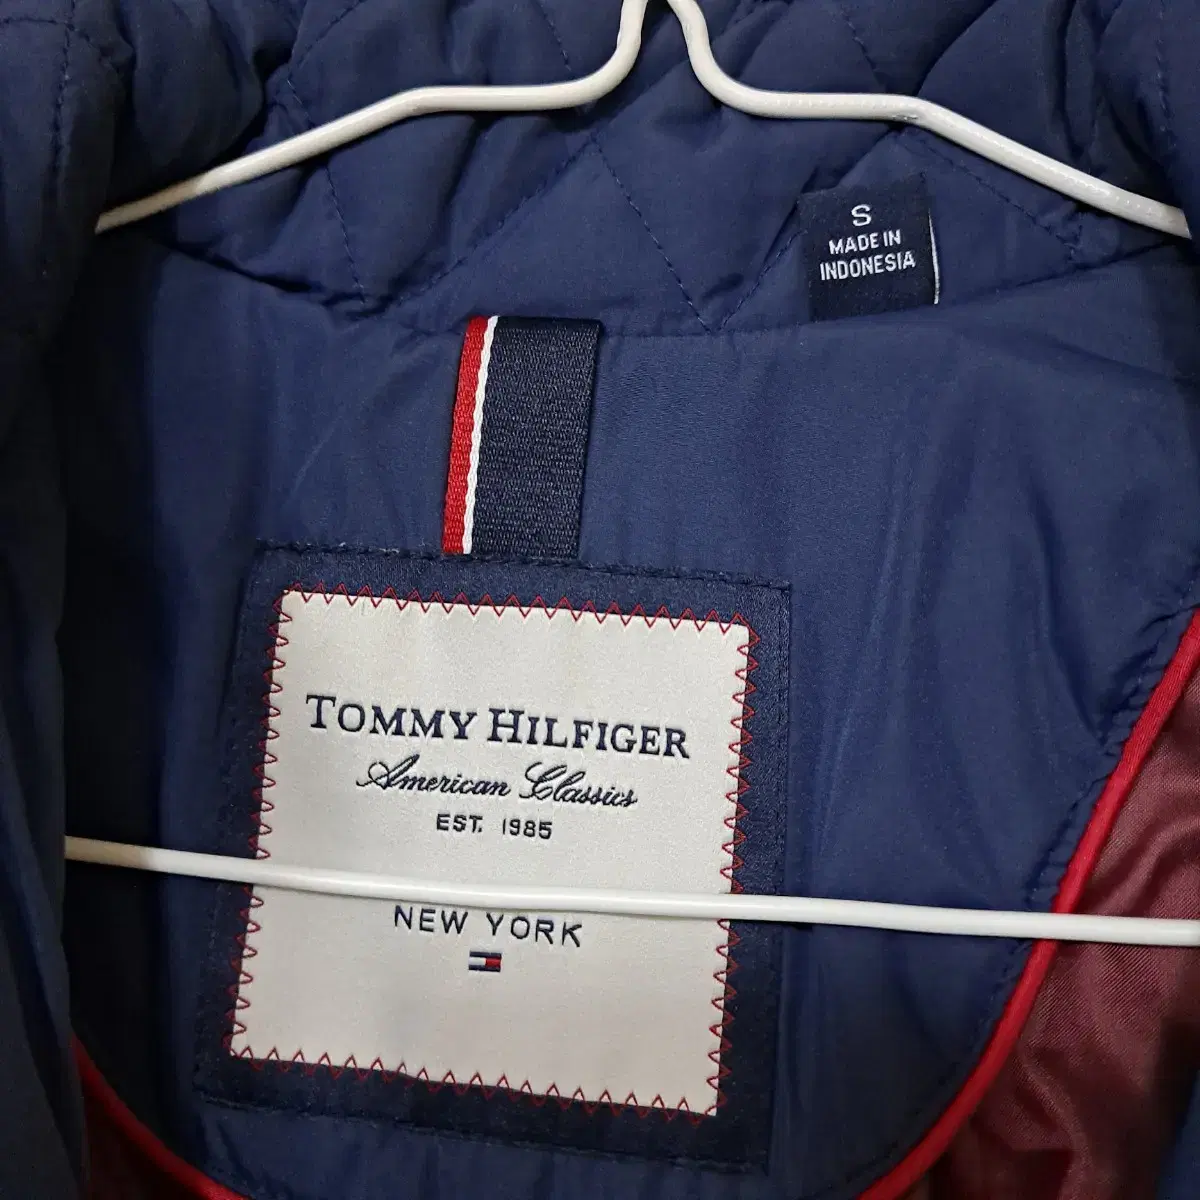 S
MADE IN
INDONESIA
TOMMY HILFIGER
American Classics
EST. 1985
NEW YORK